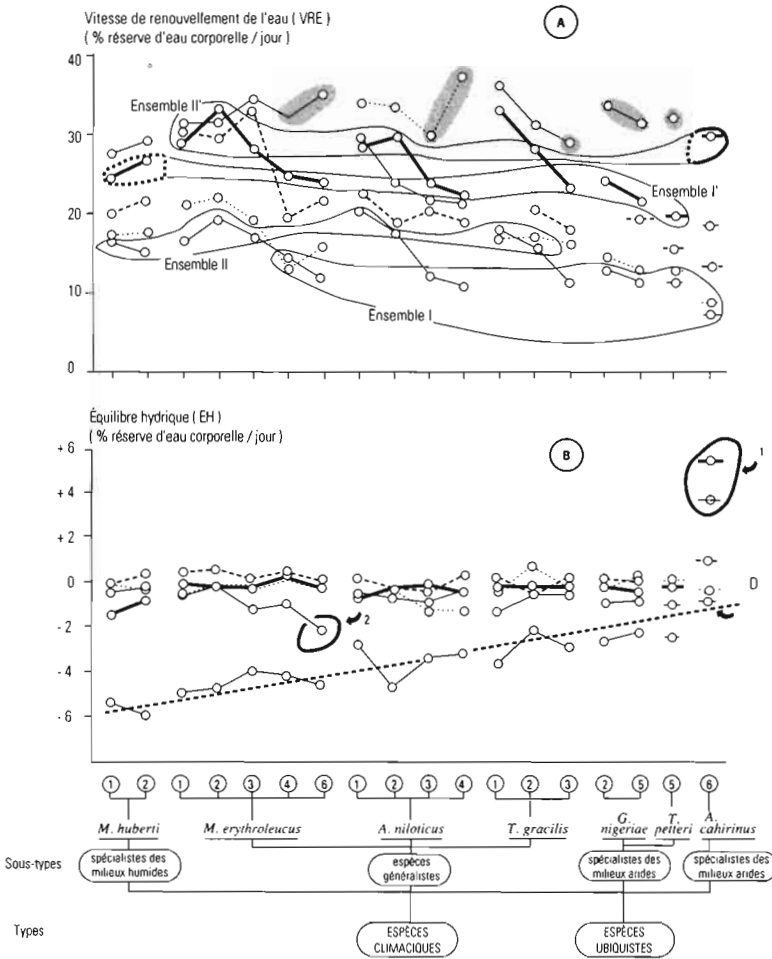 Vitesse de renouvellement de l'eau ( VRE )
( % réserve d'eau corporelle / jour )
A
40
30
20
10
0
Ensemble II'
Ensemble I'
Ensemble II
Ensemble I
Équilibre hydrique ( EH )
( % réserve d'eau corporelle / jour )
B
+ 6
+ 4
+ 2
0
- 2
- 4
- 6
1
2
D
1 2 1 2 3 4 6 1 2 3 4 1 2 3 2 5 5 6
M. huberti M. erythroleucus A. niloticus T. gracilis G. nigeriae T. petteri A. cahirinus
Sous-types
spécialistes des milieux humides
espèces généralistes
spécialistes des milieux arides
spécialistes des milieux arides
Types
ESPÈCES CLIMACIQUES
ESPÈCES UBIQUISTES